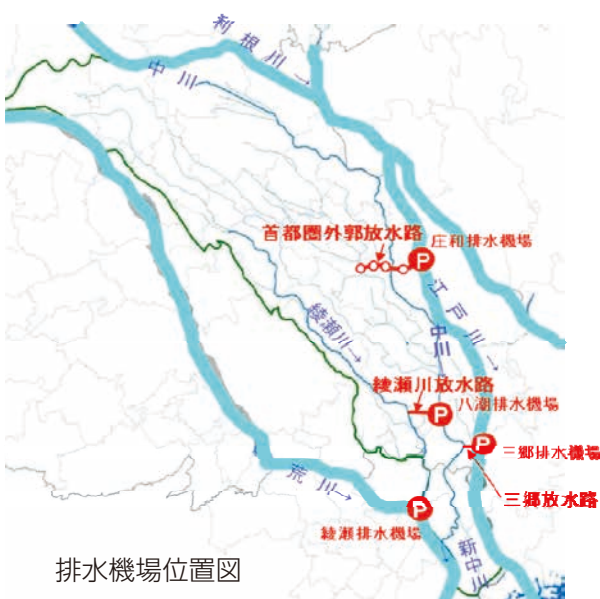 利根川→
中川
首都圏外郭放水路
庄和排水機場
P
江戸川→
綾瀬川→
中川
綾瀬川放水路
P
八潮排水機場
P
三郷排水機場
三郷放水路
荒川→
P
綾瀬排水機場
新中川
排水機場位置図